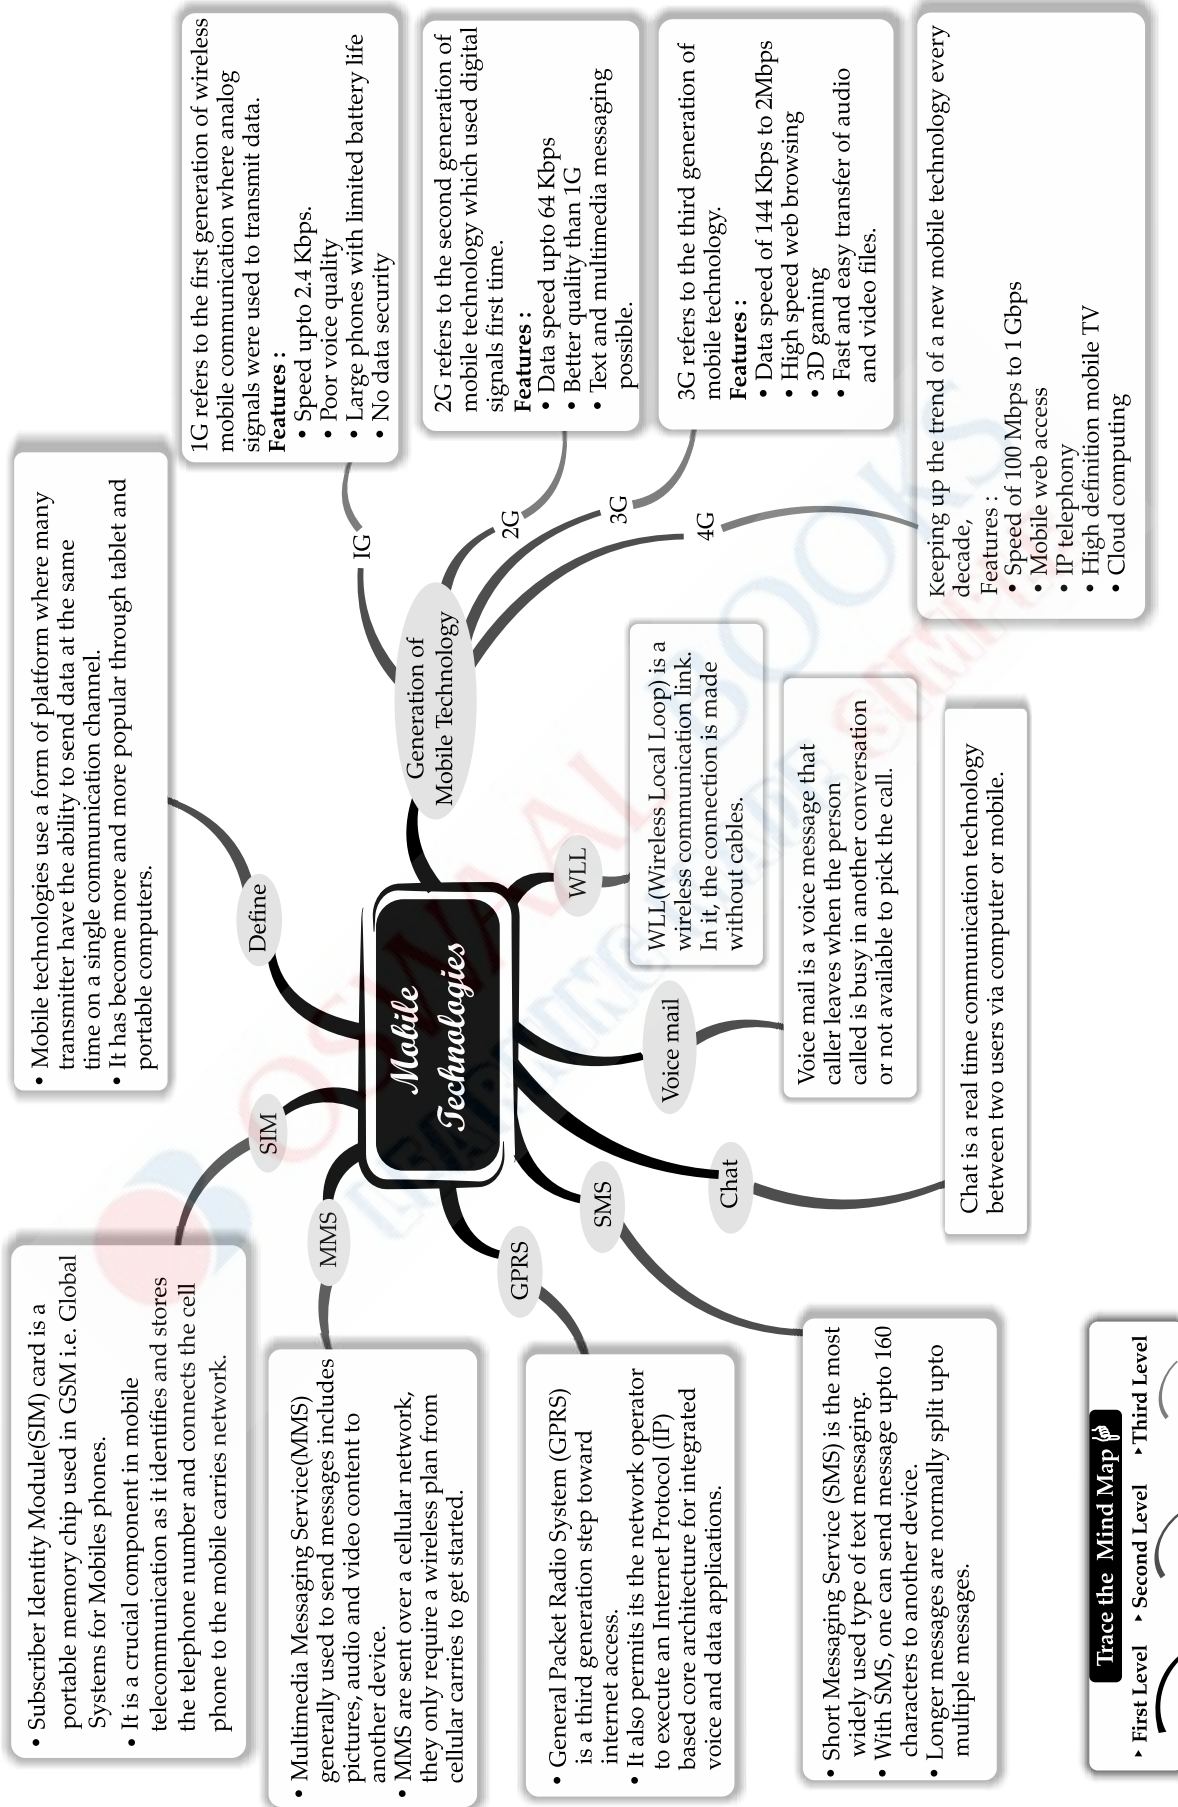 • Subscriber Identity Module(SIM) card is a
portable memory chip used in GSM i.e. Global
Systems for Mobiles phones.
• It is a crucial component in mobile
telecommunication as it identifies and stores
the telephone number and connects the cell
phone to the mobile carries network.
SIM
• Mobile technologies use a form of platform where many
transmitter have the ability to send data at the same
time on a single communication channel.
• It has become more and more popular through tablet and
portable computers.
Define
1G refers to the first generation of wireless
mobile communication where analog
signals were used to transmit data.
Features :
• Speed upto 2.4 Kbps.
• Poor voice quality
• Large phones with limited battery life
• No data security
IG
2G refers to the second generation of
mobile technology which used digital
signals first time.
Features :
• Data speed upto 64 Kbps
• Better quality than 1G
• Text and multimedia messaging
possible.
2G
3G refers to the third generation of
mobile technology.
Features :
• Data speed of 144 Kbps to 2Mbps
• High speed web browsing
• 3D gaming
• Fast and easy transfer of audio
and video files.
3G
Keeping up the trend of a new mobile technology every
decade,
Features :
• Speed of 100 Mbps to 1 Gbps
• Mobile web access
• IP telephony
• High definition mobile TV
• Cloud computing
4G
Generation of
Mobile Technology
Mobile
Technologies
• Multimedia Messaging Service(MMS)
generally used to send messages includes
pictures, audio and video content to
another device.
• MMS are sent over a cellular network,
they only require a wireless plan from
cellular carries to get started.
MMS
• General Packet Radio System (GPRS)
is a third generation step toward
internet access.
• It also permits its the network operator
to execute an Internet Protocol (IP)
based core architecture for integrated
voice and data applications.
GPRS
• Short Messaging Service (SMS) is the most
widely used type of text messaging.
• With SMS, one can send message upto 160
characters to another device.
• Longer messages are normally split upto
multiple messages.
SMS
WLL
WLL(Wireless Local Loop) is a
wireless communication link.
In it, the connection is made
without cables.
Voice mail
Voice mail is a voice message that
caller leaves when the person
called is busy in another conversation
or not available to pick the call.
Chat
Chat is a real time communication technology
between two users via computer or mobile.
OSWAAL BOOKS
LEARNING MADE SIMPLE
Trace the Mind Map
▸ First Level ▸ Second Level ▸ Third Level